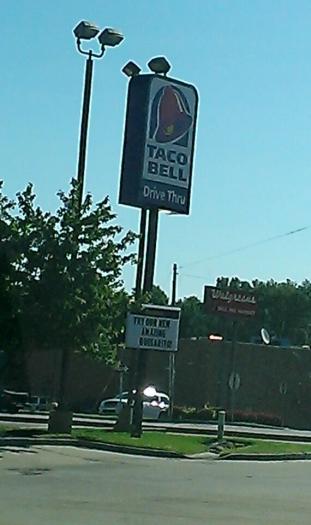 TACO
BELL
Drive Thru
Walgreens
TRY OUR NEW
AMAZING
QUESARITO!